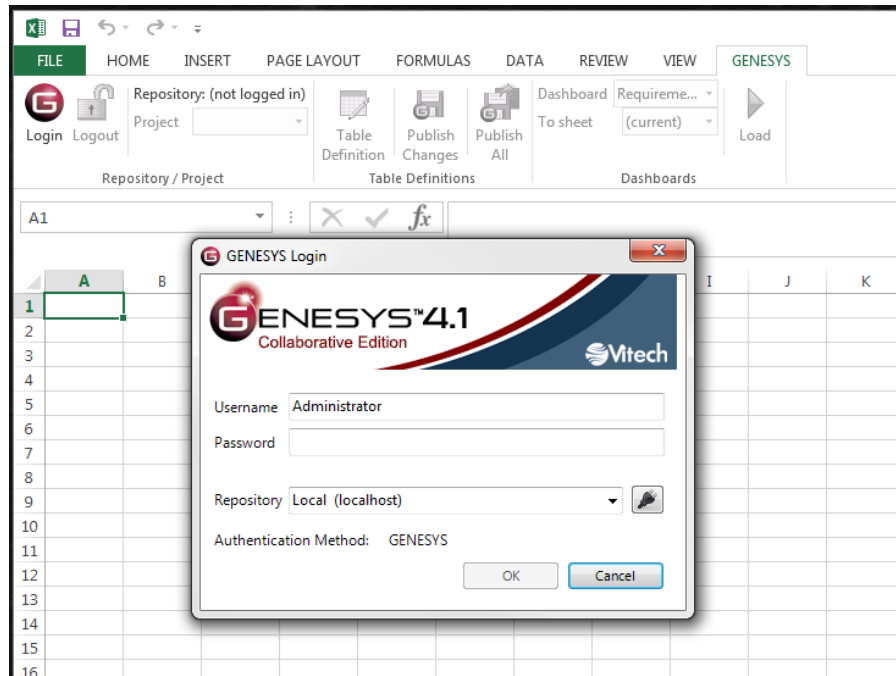 FILE HOME INSERT PAGE LAYOUT FORMULAS DATA REVIEW VIEW GENESYS
Repository: (not logged in)
Project
Login Logout
Table Definition
Publish Changes
Publish All
Dashboard Requireme...
To sheet (current)
Load
Repository / Project Table Definitions Dashboards
A1 fx
GENESYS Login
A B I J K
GENESYS™4.1
Collaborative Edition
Vitech
Username Administrator
Password
Repository Local (localhost)
Authentication Method: GENESYS
OK Cancel
1
2
3
4
5
6
7
8
9
10
11
12
13
14
15
16